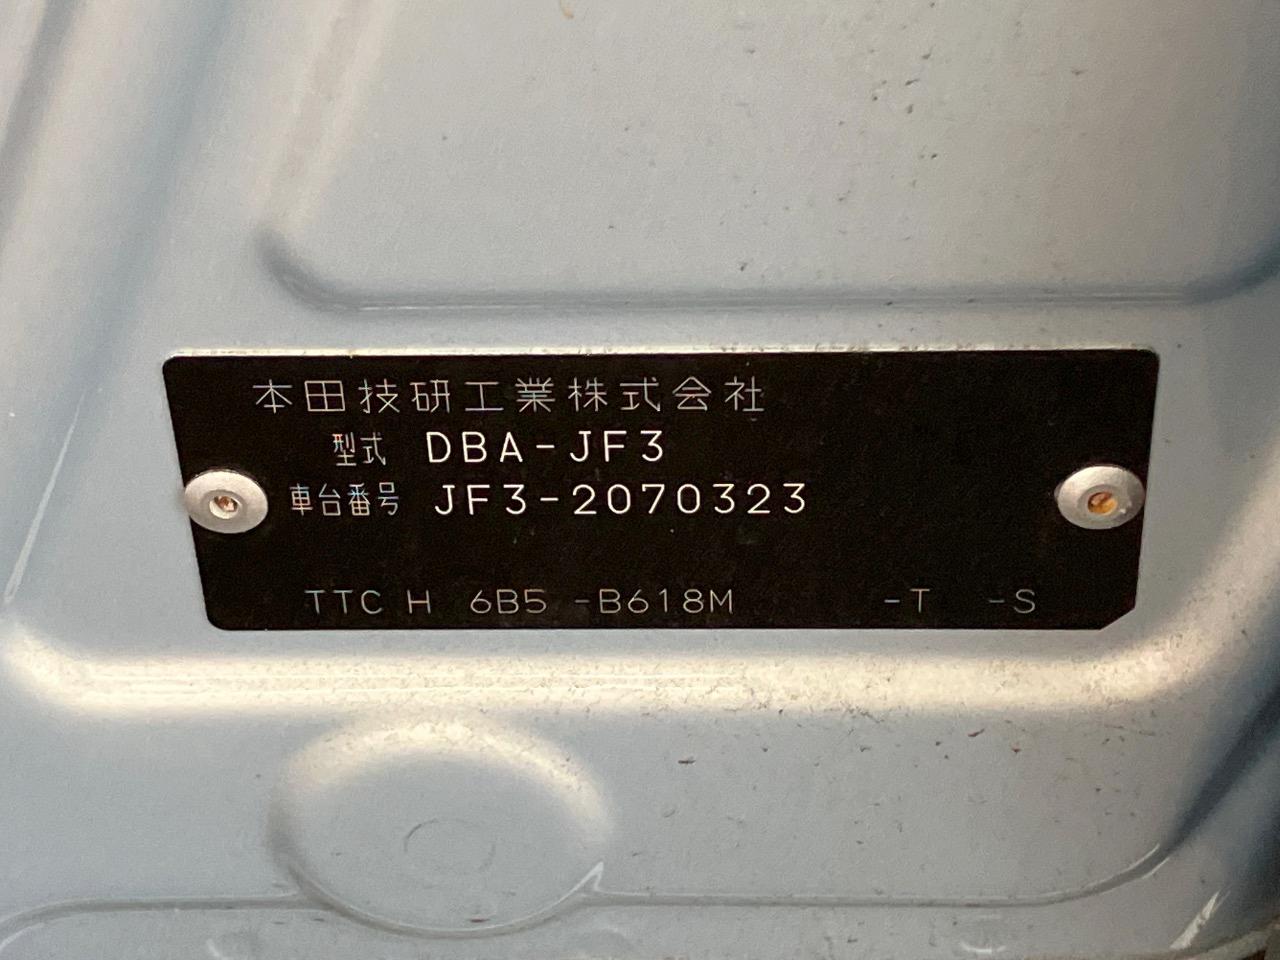 本田技研工業株式会社
型式 DBA-JF3
車台番号 JF3-2070323
TTC H 6B5 -B618M -T -S